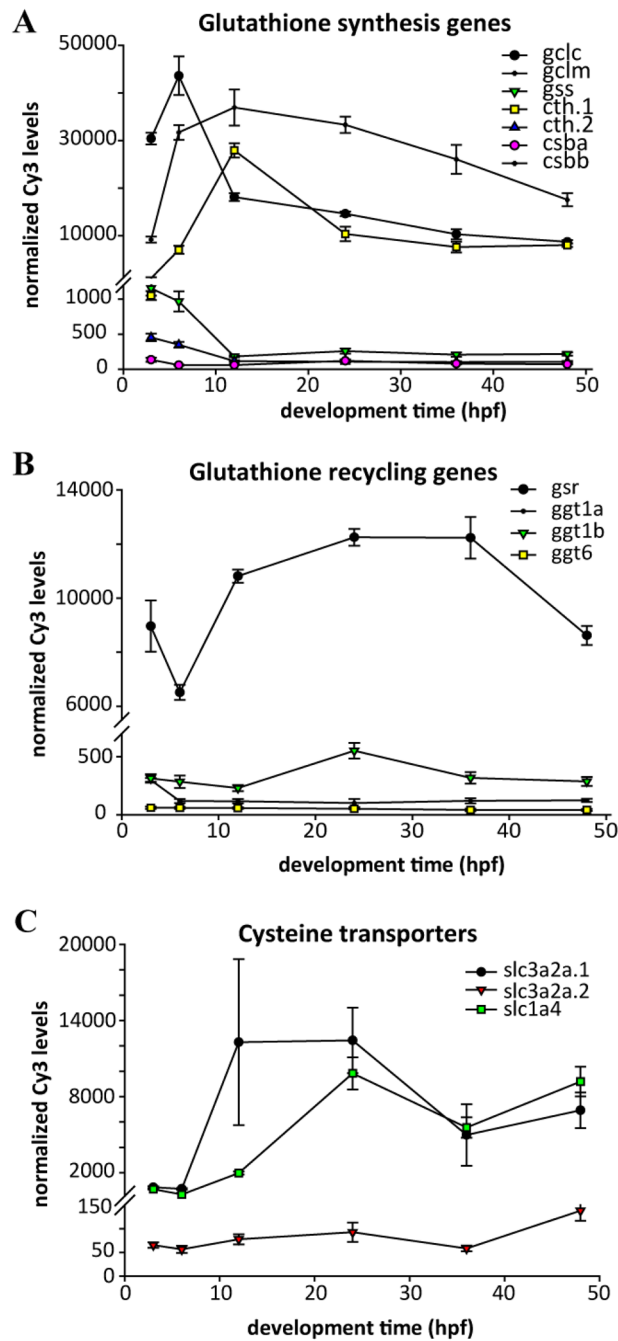 A
Glutathione synthesis genes
50000
30000
10000
1000
500
0
normalized Cy3 levels
gclc
gclm
gss
cth.1
cth.2
csba
csbb
0 10 20 30 40 50
development time (hpf)
B
Glutathione recycling genes
14000
10000
6000
500
0
normalized Cy3 levels
gsr
ggt1a
ggt1b
ggt6
0 10 20 30 40 50
development time (hpf)
C
Cysteine transporters
20000
14000
8000
2000
150
50
0
normalized Cy3 levels
slc3a2a.1
slc3a2a.2
slc1a4
0 10 20 30 40 50
development time (hpf)